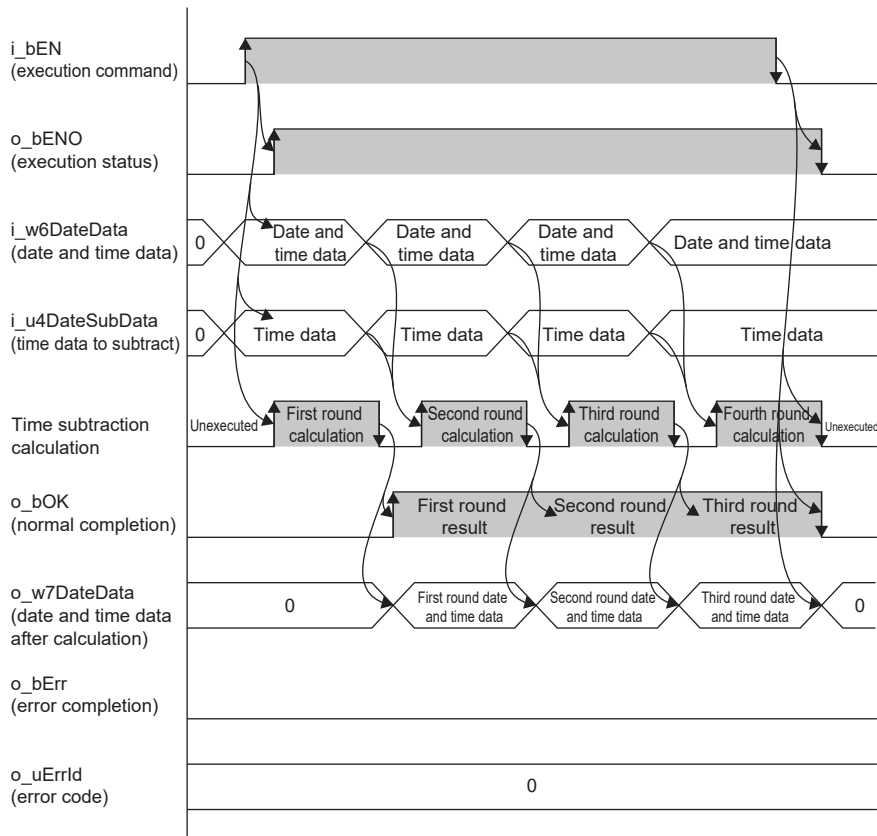 i_bEN
(execution command)
o_bENO
(execution status)
i_w6DateData
(date and time data)
0
Date and
time data
Date and
time data
Date and
time data
Date and time data
i_u4DateSubData
(time data to subtract)
0
Time data
Time data
Time data
Time data
Time subtraction
calculation
Unexecuted
First round
calculation
Second round
calculation
Third round
calculation
Fourth round
calculation
Unexecuted
o_bOK
(normal completion)
First round
result
Second round
result
Third round
result
o_w7DateData
(date and time data
after calculation)
0
First round date
and time data
Second round date
and time data
Third round date
and time data
0
o_bErr
(error completion)
o_uErrId
(error code)
0